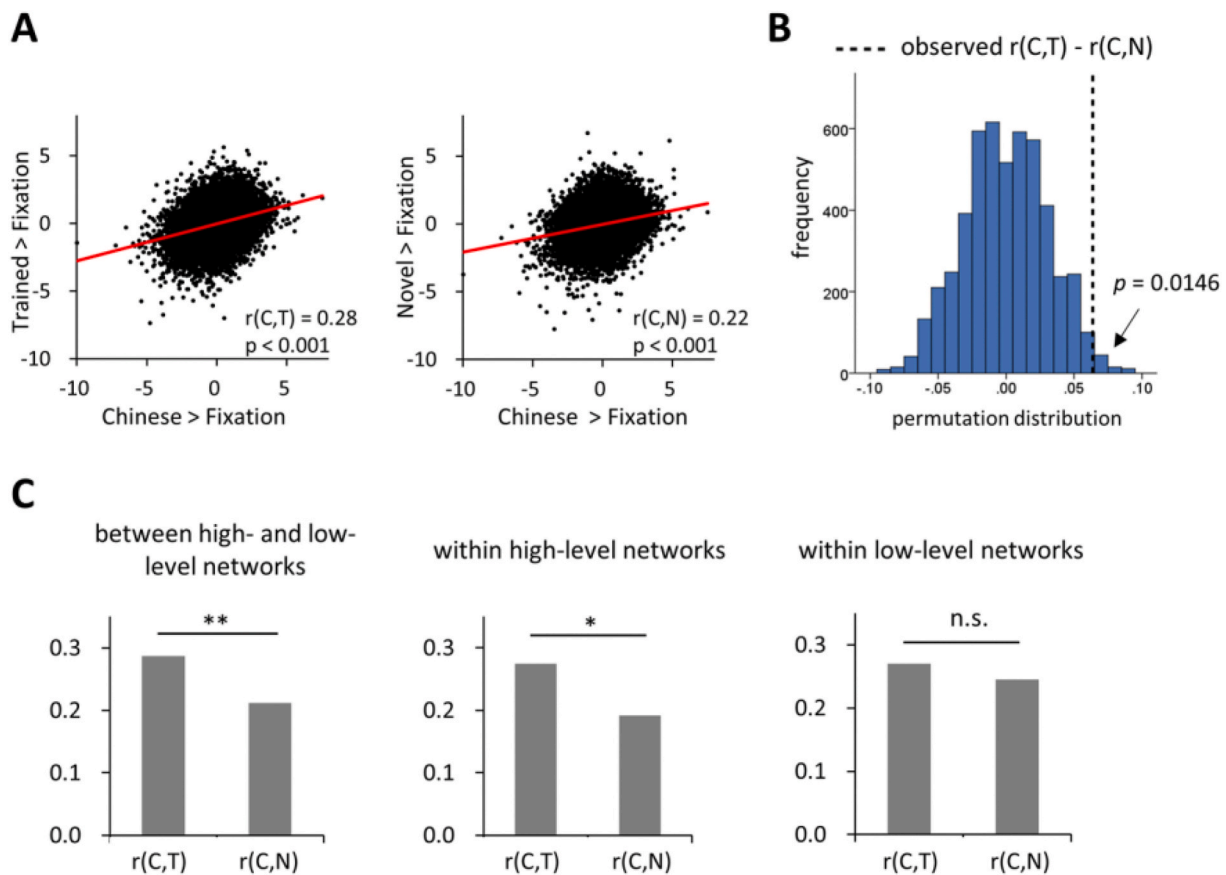 A
Trained > Fixation
5
0
-5
-10
-10
-5
0
5
Chinese > Fixation
r(C,T) = 0.28
p < 0.001
Novel > Fixation
5
0
-5
-10
-10
-5
0
5
Chinese > Fixation
r(C,N) = 0.22
p < 0.001
B
observed r(C,T) - r(C,N)
frequency
600
400
200
0
p = 0.0146
-.10
-.05
.00
.05
.10
permutation distribution
C
between high- and low-
level networks
**
0.3
0.2
0.1
0.0
r(C,T)
r(C,N)
within high-level networks
*
0.3
0.2
0.1
0.0
r(C,T)
r(C,N)
within low-level networks
n.s.
0.3
0.2
0.1
0.0
r(C,T)
r(C,N)